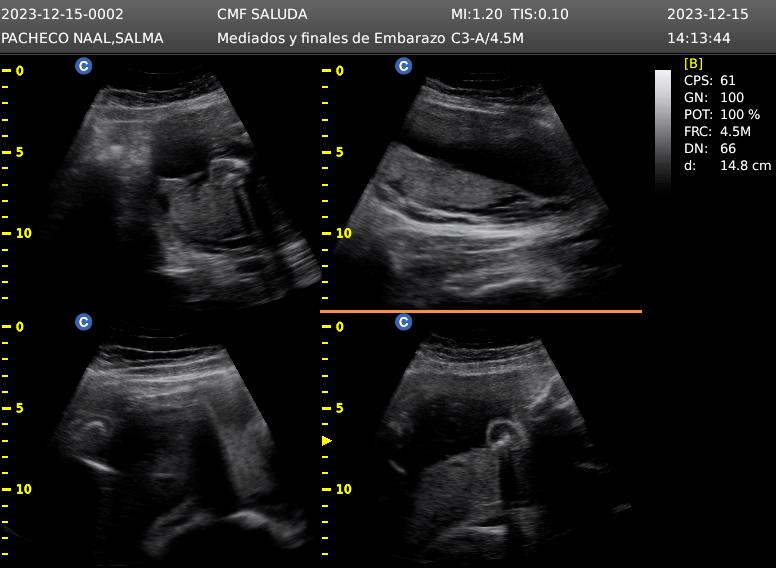 2023-12-15-0002 CMF SALUDA MI:1.20 TIS:0.10 2023-12-15
PACHECO NAAL,SALMA Mediados y finales de Embarazo C3-A/4.5M 14:13:44
C C [B]
0 0 CPS: 61
GN: 100
POT: 100 %
FRC: 4.5M
5 5 DN: 66
d: 14.8 cm
10 10
C C
0 0
5 5
10 10